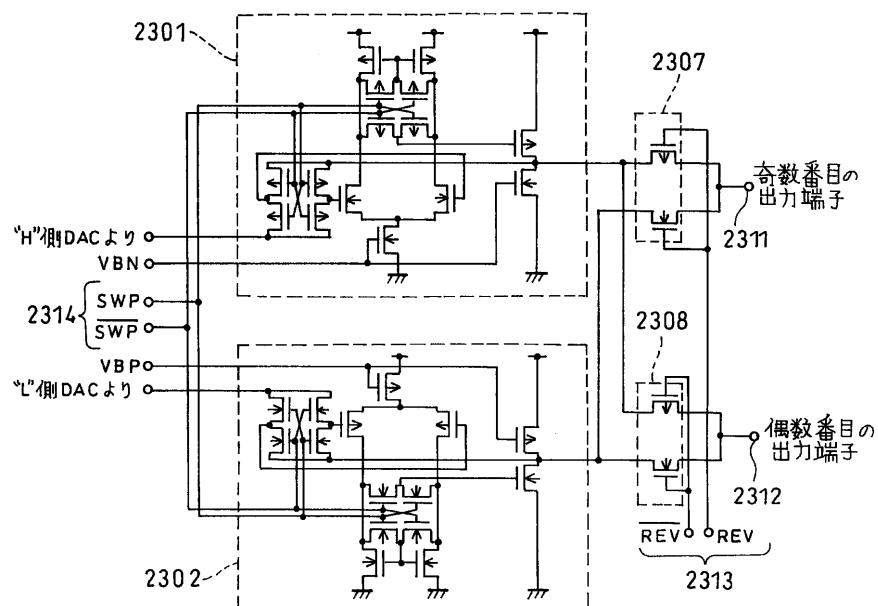 2301
2307
奇数番目の
出力端子
2311
"H"側DACより
VBN
SWP
2314
SWP
VBP
"L"側DACより
2308
偶数番目の
出力端子
2312
REV
REV
2313
2302